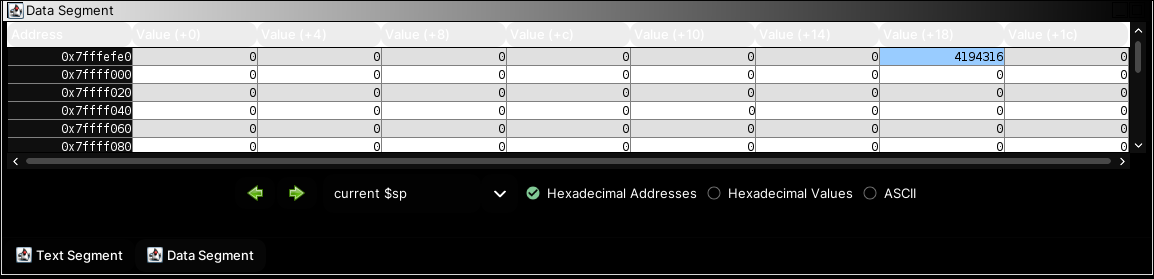 Data Segment
Address Value (+0) Value (+4) Value (+8) Value (+c) Value (+10) Value (+14) Value (+18) Value (+1c)
0x7fffefe0 0 0 0 0 0 0 4194316 0
0x7ffff000 0 0 0 0 0 0 0 0
0x7ffff020 0 0 0 0 0 0 0 0
0x7ffff040 0 0 0 0 0 0 0 0
0x7ffff060 0 0 0 0 0 0 0 0
0x7ffff080 0 0 0 0 0 0 0 0
current $sp Hexadecimal Addresses Hexadecimal Values ASCII
Text Segment Data Segment